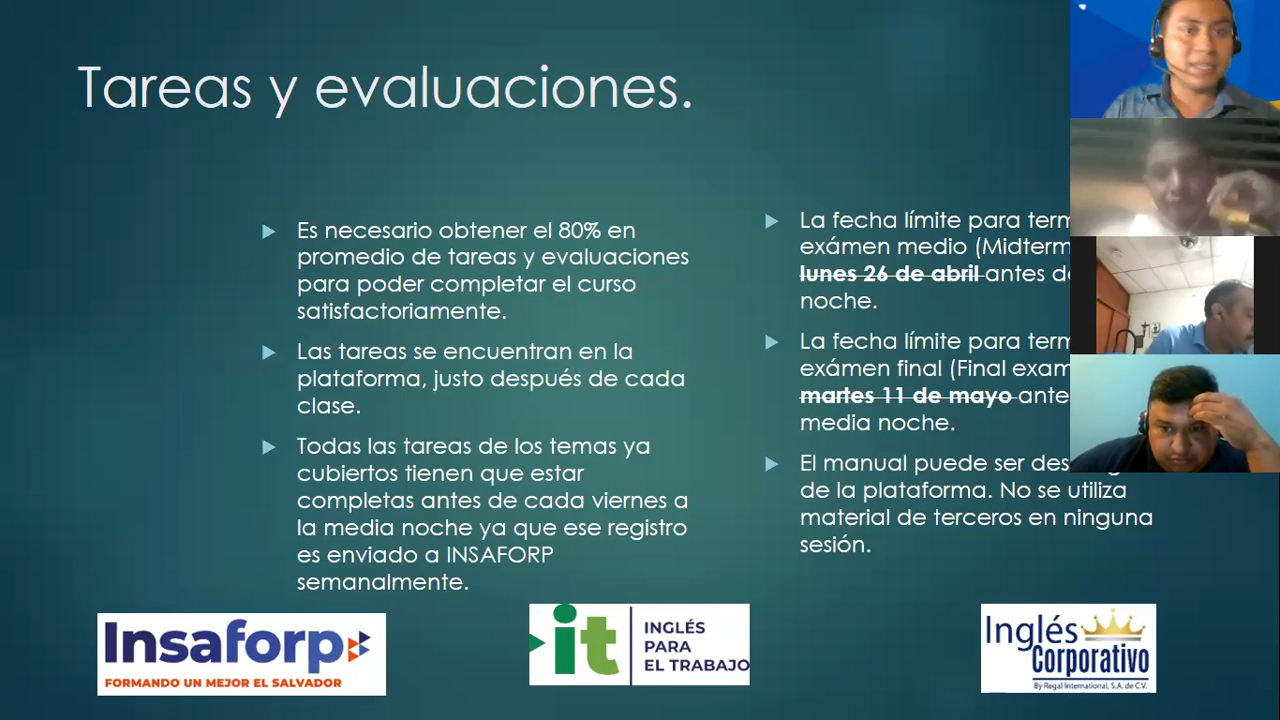 Tareas y evaluaciones.
Es necesario obtener el 80% en
promedio de tareas y evaluaciones
para poder completar el curso
satisfactoriamente.
Las tareas se encuentran en la
plataforma, justo después de cada
clase.
Todas las tareas de los temas ya
cubiertos tienen que estar
completas antes de cada viernes a
la media noche ya que ese registro
es enviado a INSAFORP
semanalmente.
La fecha límite para
exámen medio (Midterm
lunes 26 de abril antes
noche.
La fecha límite para
exámen final (Final exam
martes 11 de mayo
media noche.
El manual puede ser
de la plataforma. No se utiliza
material de terceros en ninguna
sesión.
Insaforp
FORMANDO UN MEJOR EL SALVADOR
it
INGLÉS
PARA
EL TRABAJO
Inglés
Corporativo
By Regal International, S.A. de C.V.